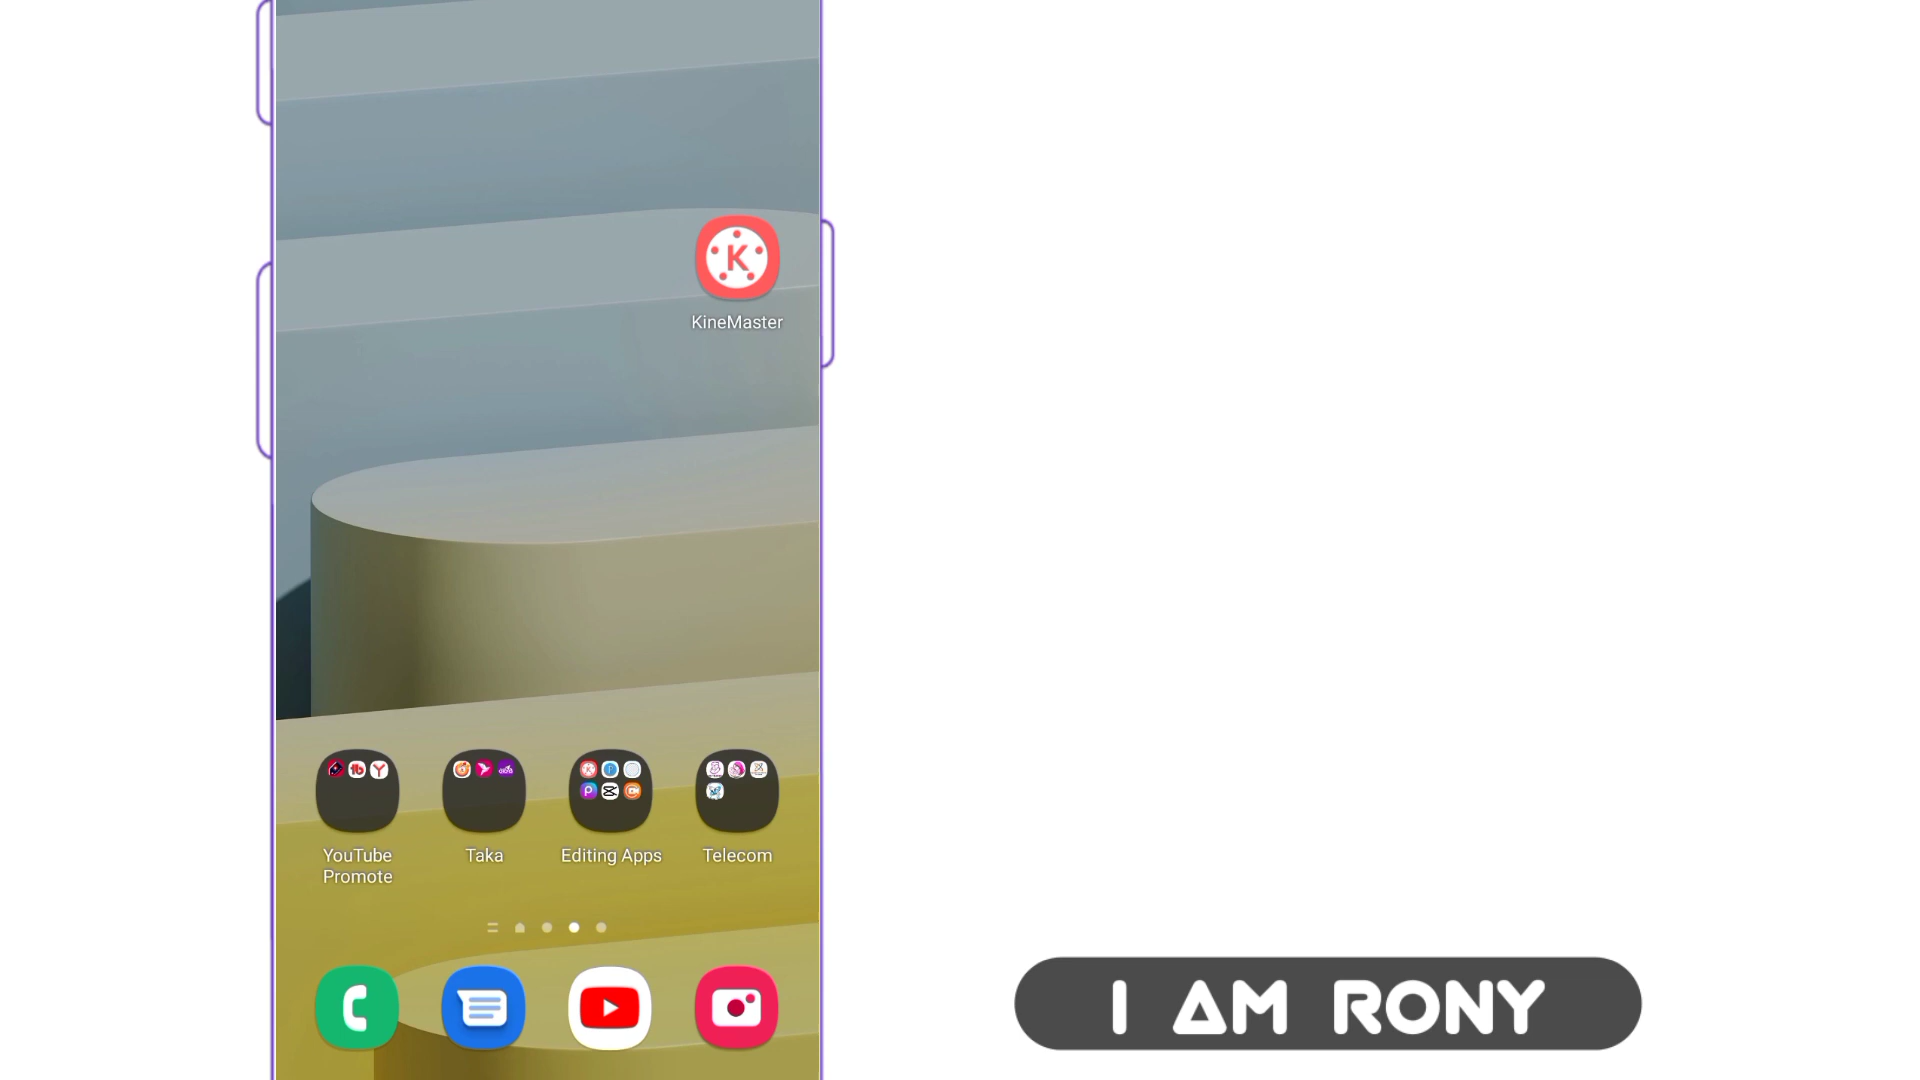 K
KineMaster
YouTube
Promote
Taka
Editing Apps
Telecom
I AM RONY